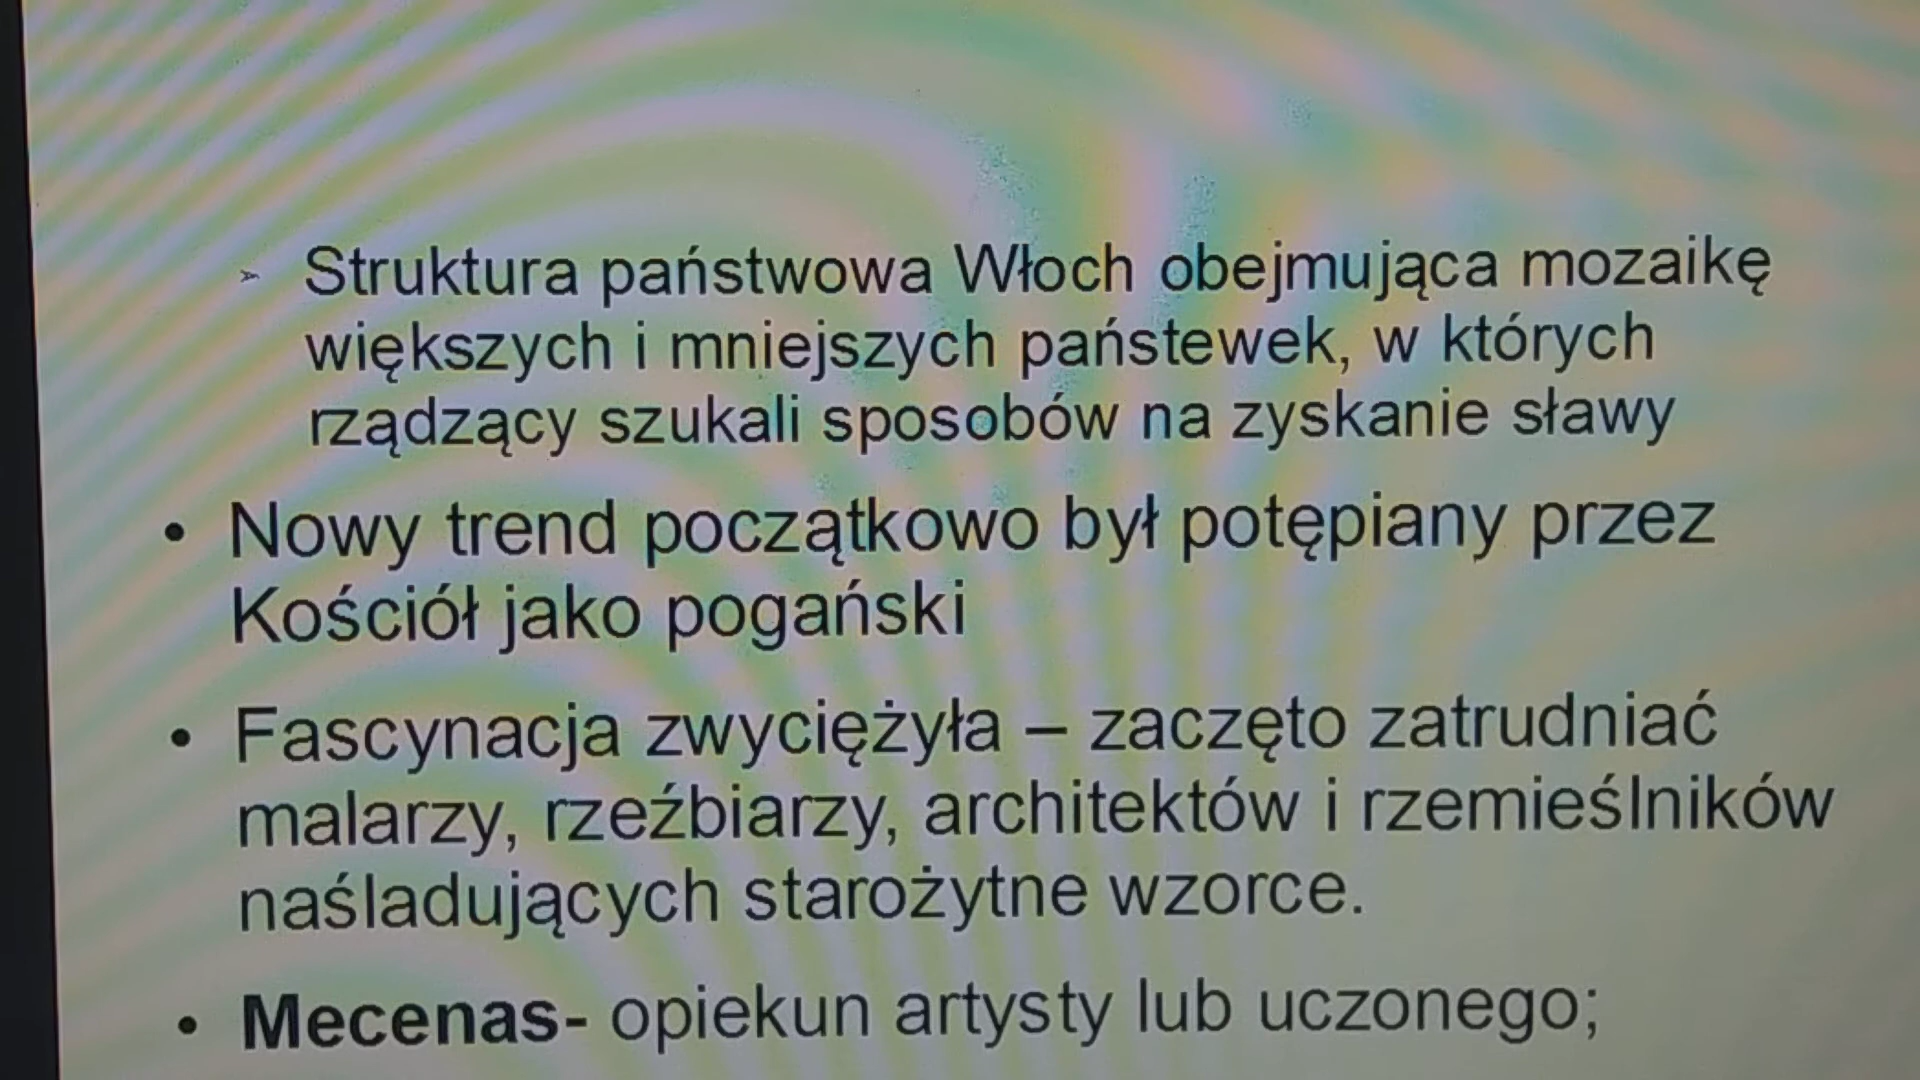 ➢ Struktura państwowa Włoch obejmująca mozaikę
większych i mniejszych państewek, w których
rządzący szukali sposobów na zyskanie sławy
• Nowy trend początkowo był potępiany przez
Kościół jako pogański
• Fascynacja zwyciężyła – zaczęto zatrudniać
malarzy, rzeźbiarzy, architektów i rzemieślników
naśladujących starożytne wzorce.
• Mecenas- opiekun artysty lub uczonego;